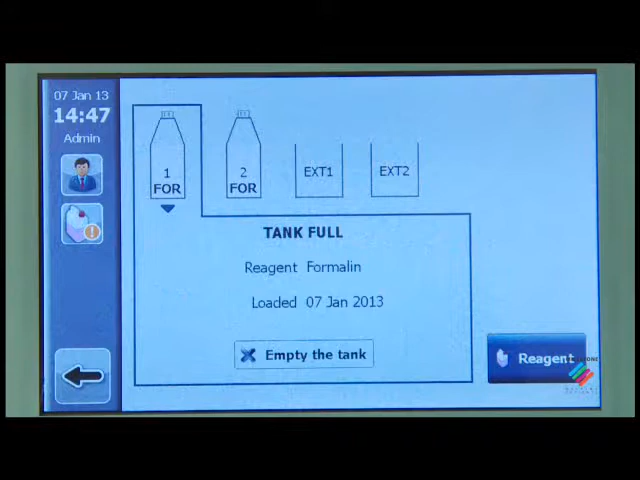 07 Jan 13
14:47
Admin
1
FOR
2
FOR
EXT1
EXT2
TANK FULL
Reagent Formalin
Loaded 07 Jan 2013
Empty the tank
Reagent